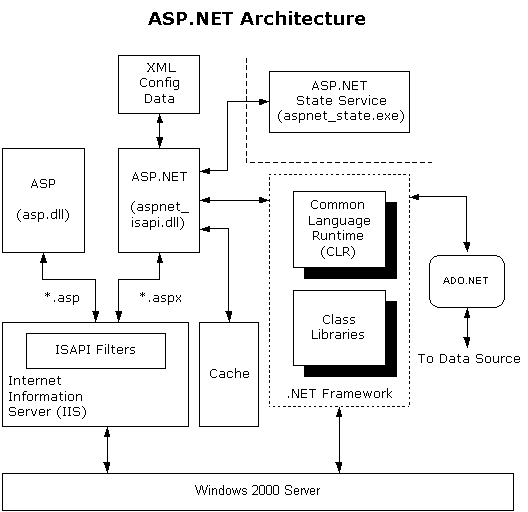 ASP.NET Architecture
XML
Config
Data
ASP.NET
State Service
(aspnet_state.exe)
ASP
(asp.dll)
ASP.NET
(aspnet_
isapi.dll)
Common
Language
Runtime
(CLR)
ADO.NET
*.asp
*.aspx
Class
Libraries
ISAPI Filters
Internet
Information
Server (IIS)
Cache
To Data Source
.NET Framework
Windows 2000 Server